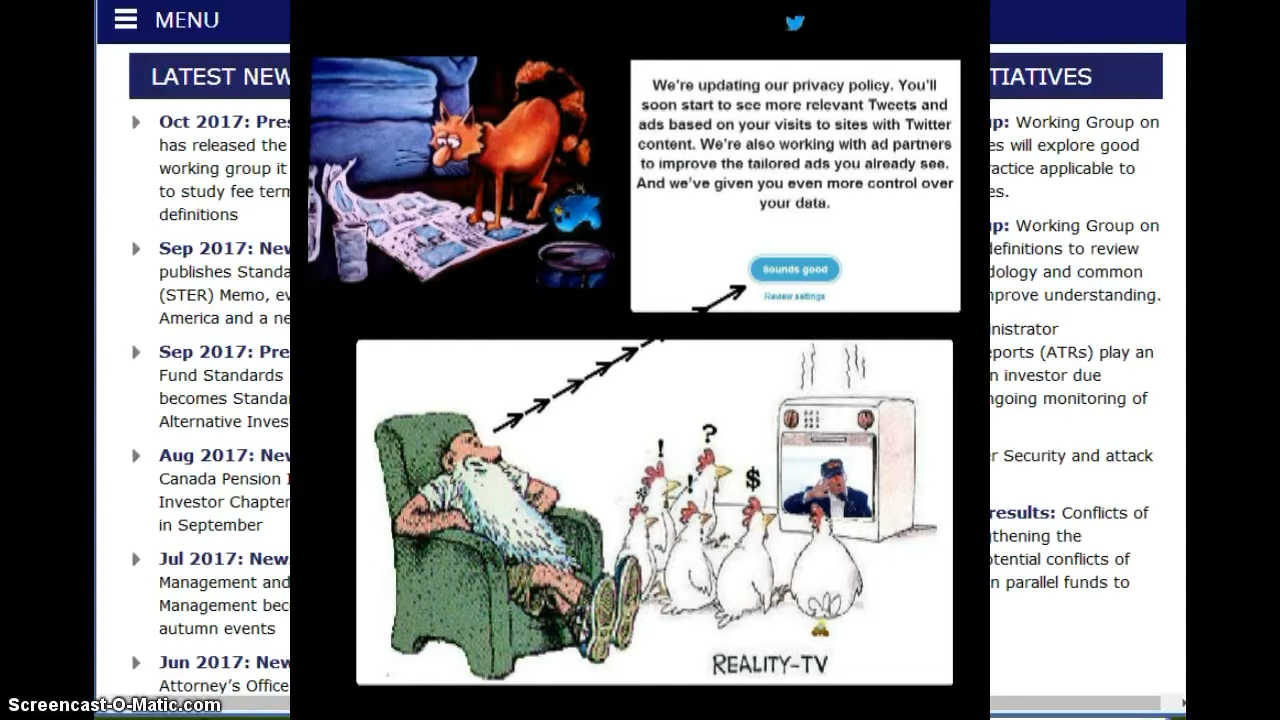 MENU
LATEST NEW
Oct 2017: Pres
has released the
working group it
to study fee term
definitions
Sep 2017: New
publishes Standa
(STER) Memo, ev
America and a ne
Sep 2017: Pre
Fund Standards
becomes Standa
Alternative Inves
Aug 2017: New
Canada Pension I
Investor Chapter
in September
Jul 2017: New
Management and
Management bec
autumn events
Jun 2017: New
Attorney's Office
We're updating our privacy policy. You'll
soon start to see more relevant Tweets and
ads based on your visits to sites with Twitter
content. We're also working with ad partners
to improve the tailored ads you already see.
And we've given you even more control over
your data.
Sounds good
Review settings
! ?
! $
REALITY-TV
TIATIVES
up: Working Group on
es will explore good
ractice applicable to
es.
up: Working Group on
definitions to review
dology and common
mprove understanding.
inistrator
eports (ATRs) play an
n investor due
ngoing monitoring of
er Security and attack
results: Conflicts of
gthening the
otential conflicts of
n parallel funds to
Screencast-O-Matic.com